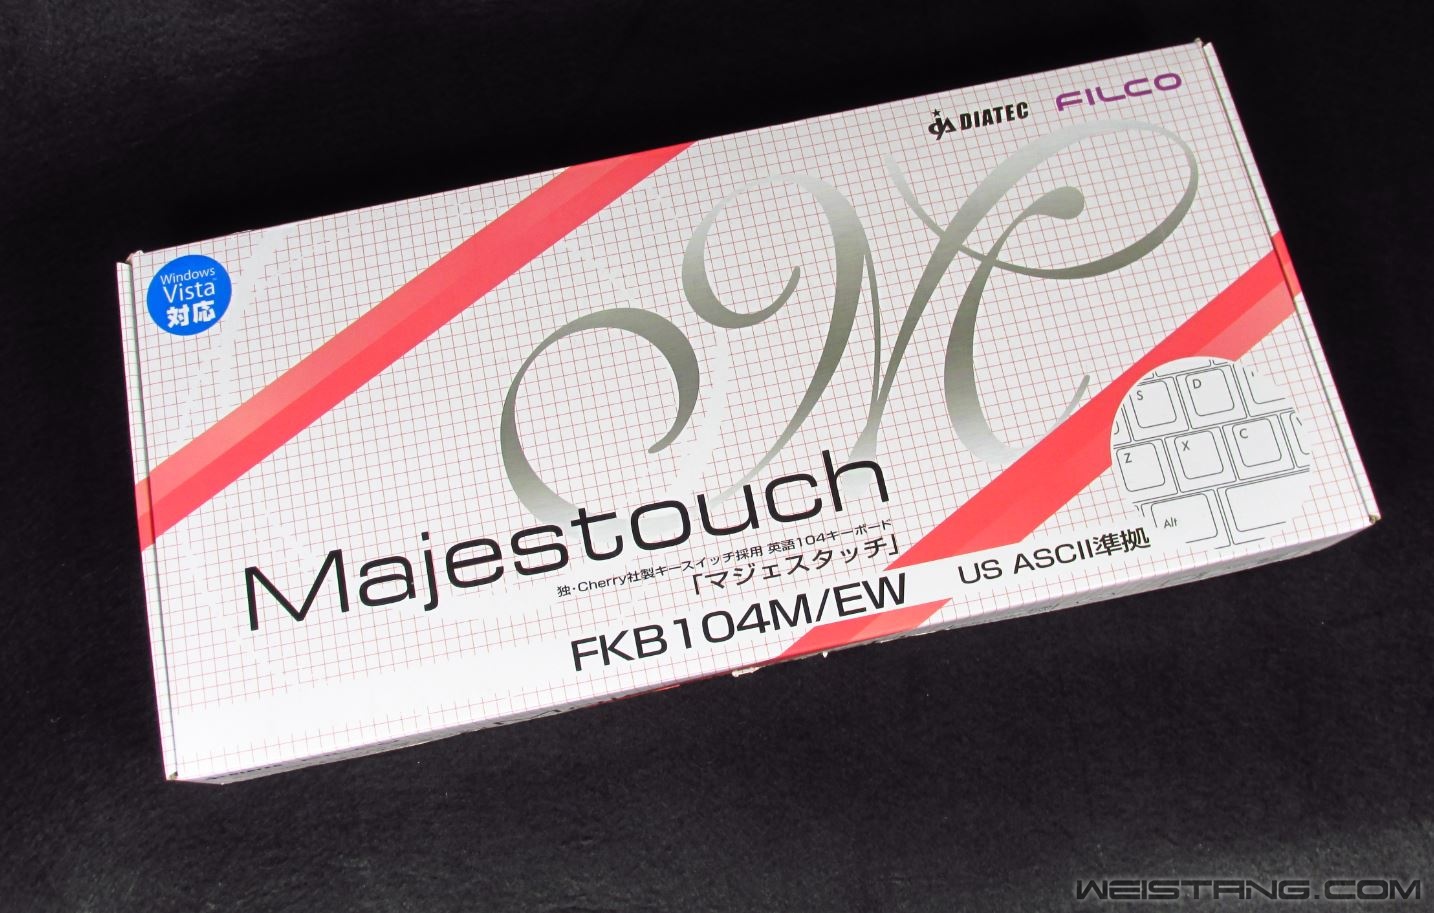 DIATEC
FILCO
Windows
Vista
対応
S
D
Z
X
C
Alt
Majestouch
独・Cherry社製キースイッチ採用 英語104キーボード
「マジェスタッチ」
FKB104M/EW
US ASCII準拠
WEISTANG.COM